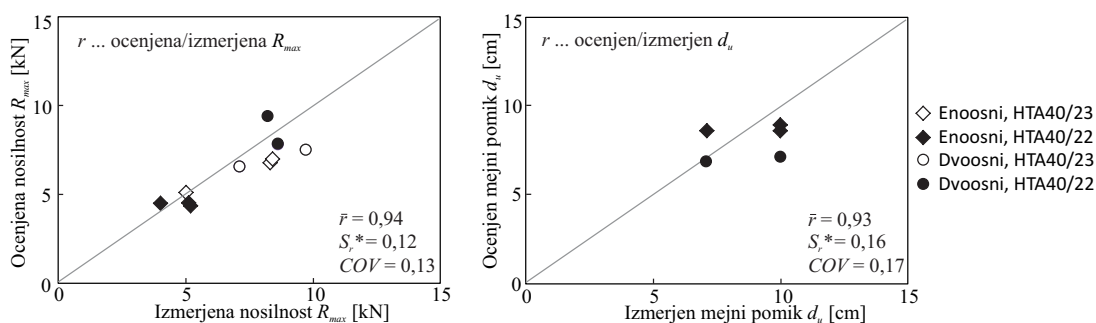 Ocenjena nosilnost Rmax [kN]
15
10
5
0
r ... ocenjena/izmerjena Rmax
r̄ = 0,94
Sr*= 0,12
COV = 0,13
0 5 10 15
Izmerjena nosilnost Rmax [kN]
Ocenjen mejni pomik du [cm]
15
10
5
0
r ... ocenjen/izmerjen du
r̄ = 0,93
Sr*= 0,16
COV = 0,17
0 5 10 15
Izmerjen mejni pomik du [cm]
Enoosni, HTA40/23
Enoosni, HTA40/22
Dvoosni, HTA40/23
Dvoosni, HTA40/22